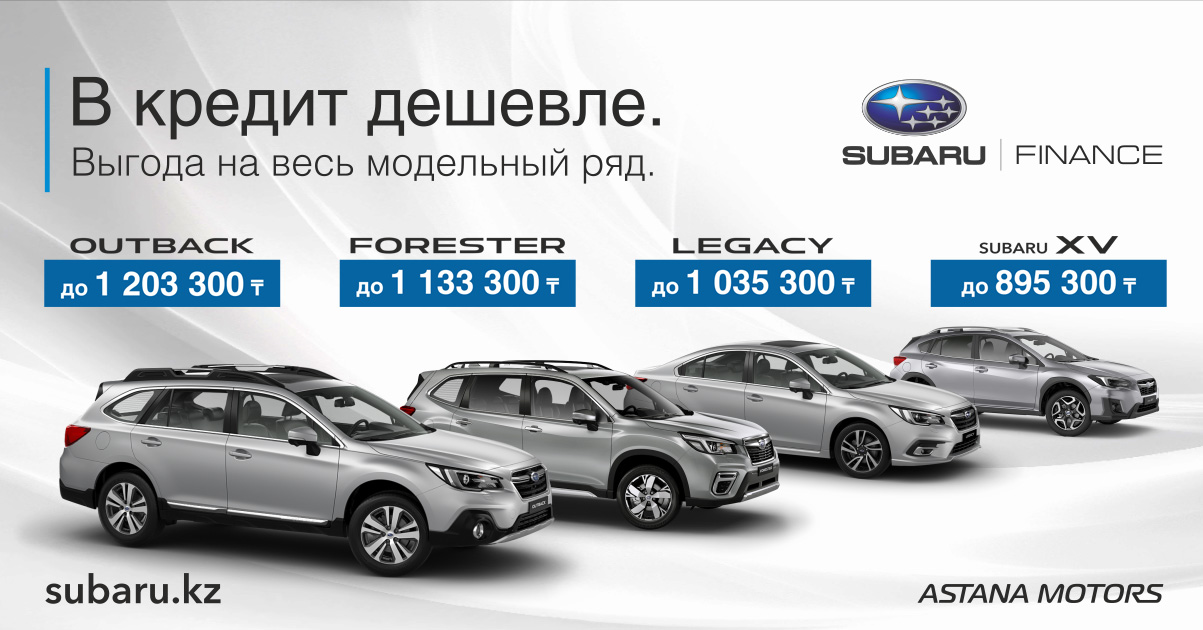 В кредит дешевле.
Выгода на весь модельный ряд.
SUBARU | FINANCE
OUTBACK
до 1 203 300 ₸
FORESTER
до 1 133 300 ₸
LEGACY
до 1 035 300 ₸
SUBARU XV
до 895 300 ₸
OUTBACK
subaru.kz
ASTANA MOTORS